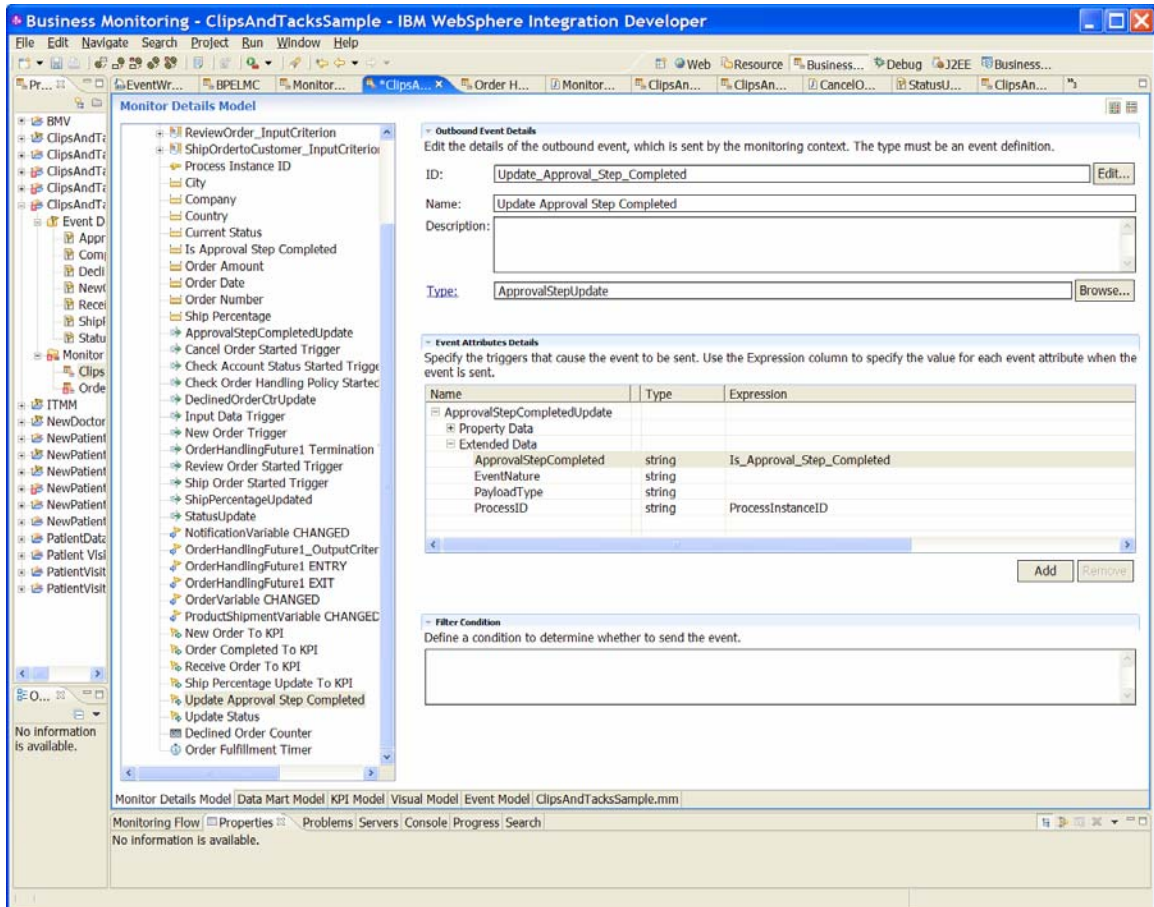 Business Monitoring - ClipsAndTacksSample - IBM WebSphere Integration Developer
File Edit Navigate Search Project Run Window Help
Web Resource Business... Debug J2EE Business...
Pr... EventWr... BPELMC Monitor... *ClipsA... Order H... Monitor... ClipsAn... ClipsAn... CancelO... StatusU... ClipsAn...
Monitor Details Model
BMV
ClipsAndTa
ClipsAndTa
ClipsAndTa
ClipsAndTa
ClipsAndTa
Event D
Appr
Com
Decli
NewO
Recei
Ship
Statu
Monitor
Clips
Orde
ITMM
NewDoctor
NewPatient
NewPatient
NewPatient
NewPatient
NewPatient
NewPatient
PatientData
Patient Visi
PatientVisit
PatientVisit
ReviewOrder_InputCriterion
ShipOrdertoCustomer_InputCriterion
Process Instance ID
City
Company
Country
Current Status
Is Approval Step Completed
Order Amount
Order Date
Order Number
Ship Percentage
ApprovalStepCompletedUpdate
Cancel Order Started Trigger
Check Account Status Started Trigge
Check Order Handling Policy Started
DeclinedOrderCtrUpdate
Input Data Trigger
New Order Trigger
OrderHandlingFuture1 Termination
Review Order Started Trigger
Ship Order Started Trigger
ShipPercentageUpdated
StatusUpdate
NotificationVariable CHANGED
OrderHandlingFuture1_OutputCriter
OrderHandlingFuture1 ENTRY
OrderHandlingFuture1 EXIT
OrderVariable CHANGED
ProductShipmentVariable CHANGED
New Order To KPI
Order Completed To KPI
Receive Order To KPI
Ship Percentage Update To KPI
Update Approval Step Completed
Update Status
Declined Order Counter
Order Fulfillment Timer
Outbound Event Details
Edit the details of the outbound event, which is sent by the monitoring context. The type must be an event definition.
ID: Update_Approval_Step_Completed Edit...
Name: Update Approval Step Completed
Description:
Type: ApprovalStepUpdate Browse...
Event Attributes Details
Specify the triggers that cause the event to be sent. Use the Expression column to specify the value for each event attribute when the
event is sent.
Name Type Expression
ApprovalStepCompletedUpdate
Property Data
Extended Data
ApprovalStepCompleted string Is_Approval_Step_Completed
EventNature string
PayloadType string
ProcessID string ProcessInstanceID
Add Remove
Filter Condition
Define a condition to determine whether to send the event.
O...
No information
is available.
Monitor Details Model Data Mart Model KPI Model Visual Model Event Model ClipsAndTacksSample.mm
Monitoring Flow Properties Problems Servers Console Progress Search
No information is available.